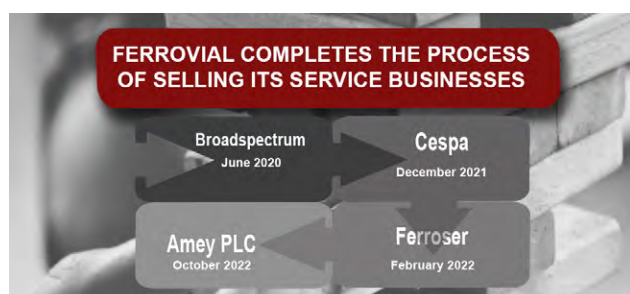 FERROVIAL COMPLETES THE PROCESS
OF SELLING ITS SERVICE BUSINESSES
Broadspectrum
June 2020
Cespa
December 2021
Ferroser
February 2022
Amey PLC
October 2022